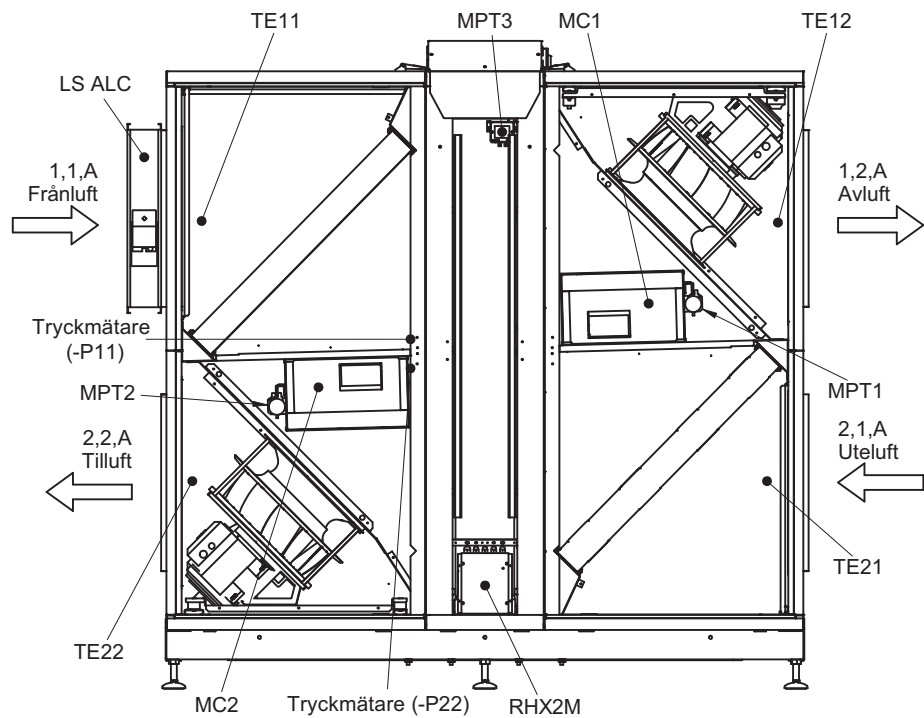 TE11
MPT3
MC1
TE12
LS ALC
1,1,A
Frånluft
1,2,A
Avluft
Tryckmätare
(-P11)
MPT2
MPT1
2,2,A
Tilluft
2,1,A
Uteluft
TE21
TE22
MC2
Tryckmätare (-P22)
RHX2M